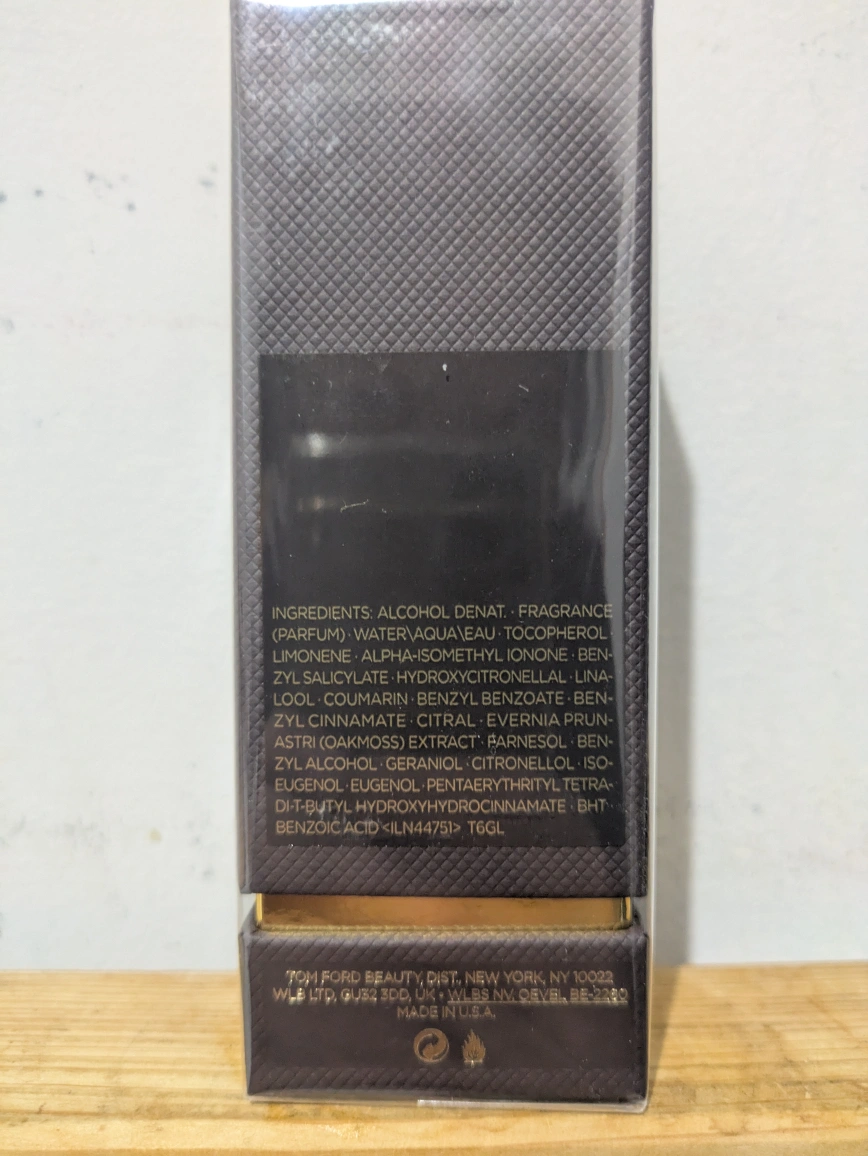 INGREDIENTS: ALCOHOL DENAT. · FRAGRANCE
(PARFUM) · WATER\AQUA\EAU · TOCOPHEROL ·
LIMONENE · ALPHA-ISOMETHYL IONONE · BEN-
ZYL SALICYLATE · HYDROXYCITRONELLAL · LINA-
LOOL · COUMARIN · BENZYL BENZOATE · BEN-
ZYL CINNAMATE · CITRAL · EVERNIA PRUN-
ASTRI (OAKMOSS) EXTRACT · FARNESOL · BEN-
ZYL ALCOHOL · GERANIOL · CITRONELLOL · ISO-
EUGENOL · EUGENOL · PENTAERYTHRITYL TETRA-
DI-T-BUTYL HYDROXYHYDROCINNAMATE · BHT ·
BENZOIC ACID <ILN44751> T6GL
TOM FORD BEAUTY, DIST., NEW YORK, NY 10022
WLB LTD, GU32 3DD, UK • WLBS NV, OEVEL, BE-2260
MADE IN U.S.A.